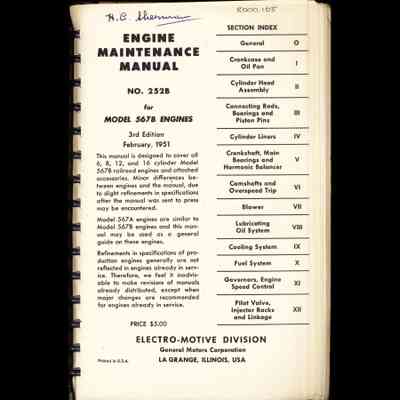 H.C. Sherman
8000.105
ENGINE
MAINTENANCE
MANUAL
NO. 252B
for
MODEL 567B ENGINES
3rd Edition
February, 1951
This manual is designed to cover all
6, 8, 12, and 16 cylinder Model
567B railroad engines and attached
accessories. Minor differences be-
tween engines and the manual, due
to slight refinements in specifications
after the manual was sent to press
may be encountered.
Model 567A engines are similar to
Model 567B engines and this man-
ual may be used as a general
guide on these engines.
Refinements in specifications of pro-
duction engines generally are not
reflected in engines already in serv-
ice. Therefore, we feel it inadvis-
able to make revisions of manuals
already distributed, except when
major changes are recommended
for engines already in service.
PRICE $5.00
SECTION INDEX
General O
Crankcase and
Oil Pan I
Cylinder Head
Assembly II
Connecting Rods,
Bearings and
Piston Pins III
Cylinder Liners IV
Crankshaft, Main
Bearings and
Harmonic Balancer V
Camshafts and
Overspeed Trip VI
Blower VII
Lubricating
Oil System VIII
Cooling System IX
Fuel System X
Governors, Engine
Speed Control XI
Pilot Valve,
Injector Racks
and Linkage XII
ELECTRO-MOTIVE DIVISION
General Motors Corporation
Printed in U.S.A.
LA GRANGE, ILLINOIS, USA